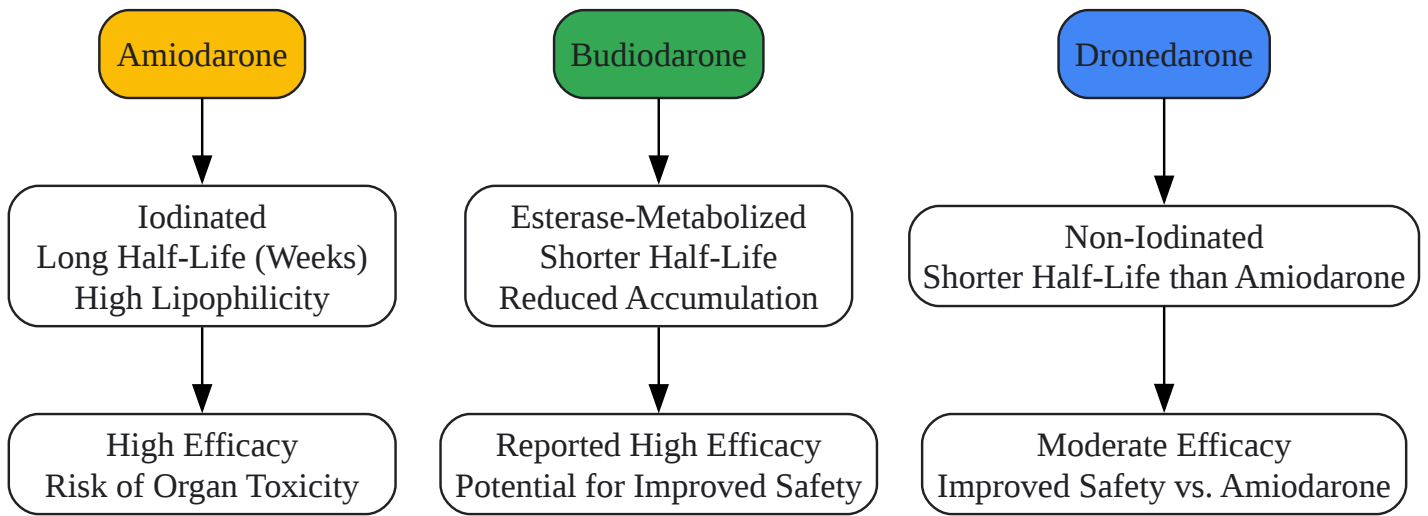 Amiodarone
Budiodarone
Dronedarone
Iodinated
Long Half-Life (Weeks)
High Lipophilicity
Esterase-Metabolized
Shorter Half-Life
Reduced Accumulation
Non-Iodinated
Shorter Half-Life than Amiodarone
High Efficacy
Risk of Organ Toxicity
Reported High Efficacy
Potential for Improved Safety
Moderate Efficacy
Improved Safety vs. Amiodarone